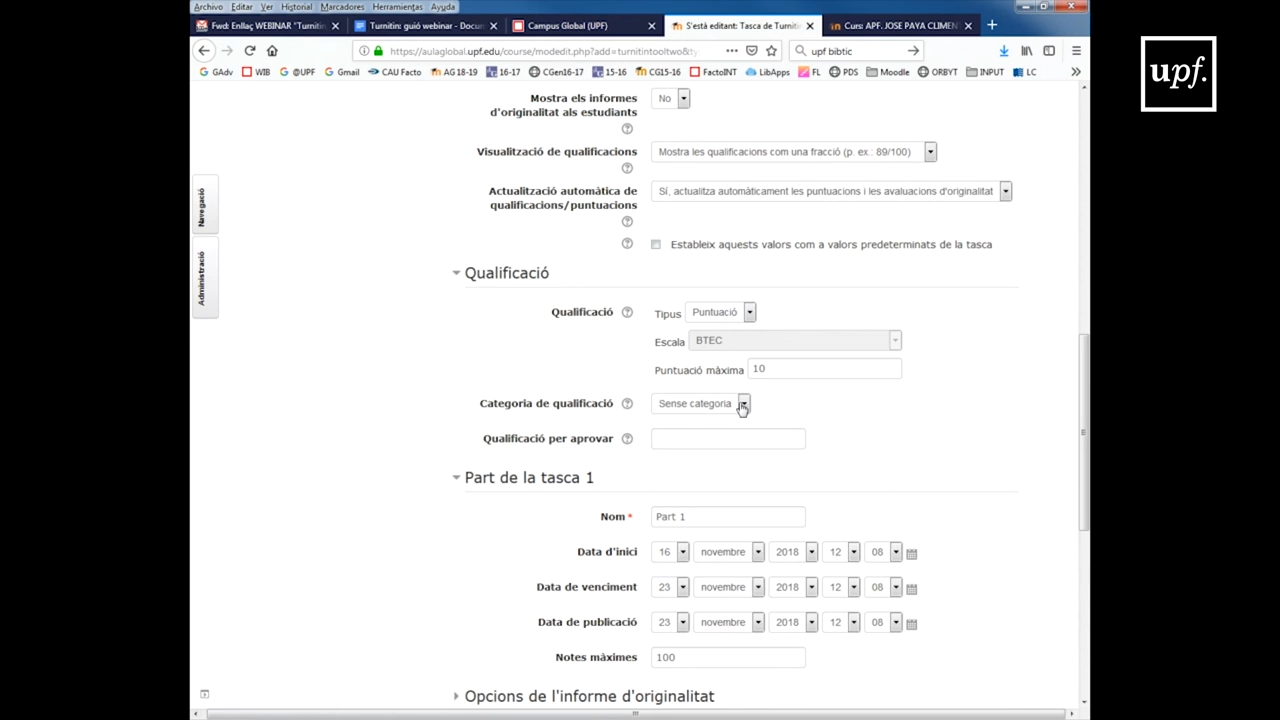 Archivo Editar Ver Historial Marcadores Herramientas Ayuda
Fwd: Enllaç WEBINAR "Turnitin
Turnitin: guió webinar - Docu
Campus Global (UPF)
S'està editant: Tasca de Turniti
Curs: APF. JOSE PAYA CLIMEN
https://aulaglobal.upf.edu/course/modedit.php?add=turnitintooltwo&ty
upf bibtic
GAdv WIB @UPF Gmail CAU Facto AG 18-19 16-17 CGen16-17 15-16 CG15-16 FactoINT LibApps FL PDS Moodle ORBYT INPUT LC
upf.
Navegació
Administració
Mostra els informes
d'originalitat als estudiants
No
Visualització de qualificacions
Mostra les qualificacions com una fracció (p. ex.: 89/100)
Actualització automàtica de
qualificacions/puntuacions
Sí, actualitza automàticament les puntuacions i les avaluacions d'originalitat
Estableix aquests valors com a valors predeterminats de la tasca
Qualificació
Qualificació
Tipus Puntuació
Escala BTEC
Puntuació màxima 10
Categoria de qualificació
Sense categoria
Qualificació per aprovar
Part de la tasca 1
Nom * Part 1
Data d'inici 16 novembre 2018 12 08
Data de venciment 23 novembre 2018 12 08
Data de publicació 23 novembre 2018 12 08
Notes màximes 100
Opcions de l'informe d'originalitat